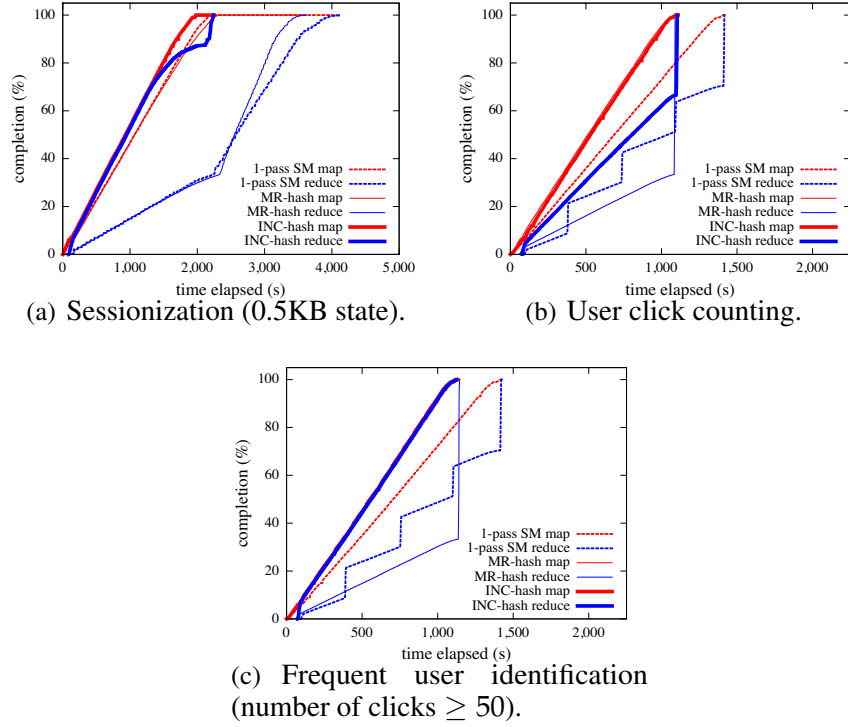 100
80
60
40
20
0
completion (%)
1-pass SM map
1-pass SM reduce
MR-hash map
MR-hash reduce
INC-hash map
INC-hash reduce
0 1,000 2,000 3,000 4,000 5,000
time elapsed (s)
(a) Sessionization (0.5KB state).
100
80
60
40
20
0
completion (%)
1-pass SM map
1-pass SM reduce
MR-hash map
MR-hash reduce
INC-hash map
INC-hash reduce
0 500 1,000 1,500 2,000
time elapsed (s)
(b) User click counting.
100
80
60
40
20
0
completion (%)
1-pass SM map
1-pass SM reduce
MR-hash map
MR-hash reduce
INC-hash map
INC-hash reduce
0 500 1,000 1,500 2,000
time elapsed (s)
(c) Frequent user identification
(number of clicks ≥ 50).